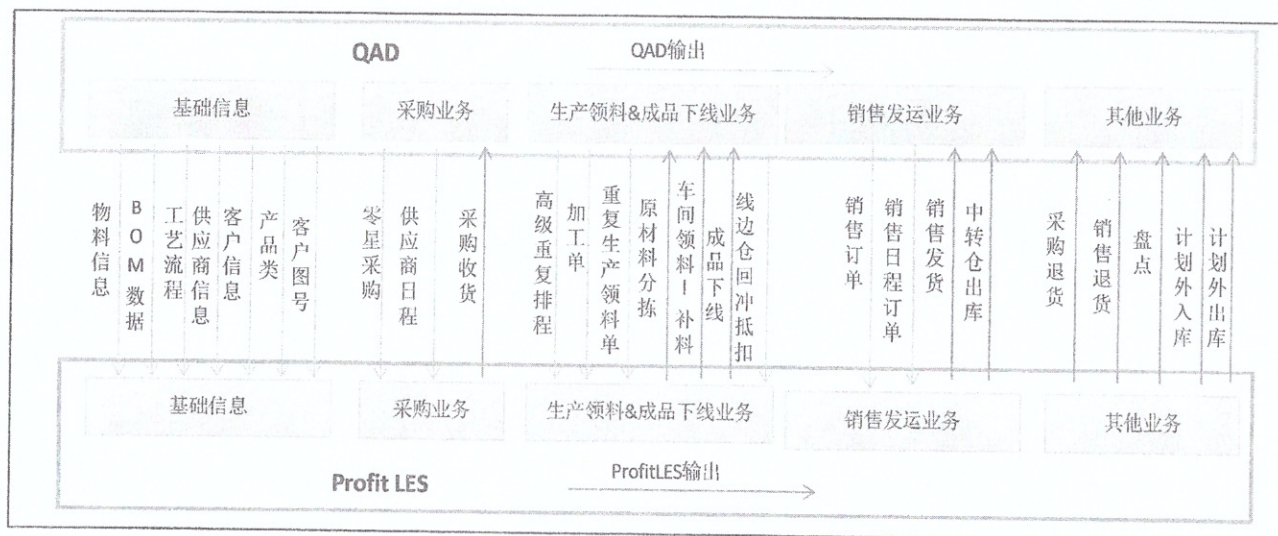 QAD
QAD输出
基础信息
采购业务
生产领料&成品下线业务
销售发运业务
其他业务
物料信息
BOM数据
工艺流程
供应商信息
客户信息
产品类
客户图号
零星采购
供应商日程
采购收货
高级重复排程
加工单
重复生产领料单
原材料分拣
车间领料-补料
成品下线
线边仓回冲抵扣
销售订单
销售日程订单
销售发货
中转仓出库
采购退货
销售退货
盘点
计划外入库
计划外出库
基础信息
采购业务
生产领料&成品下线业务
销售发运业务
其他业务
Profit LES
ProfitLES输出